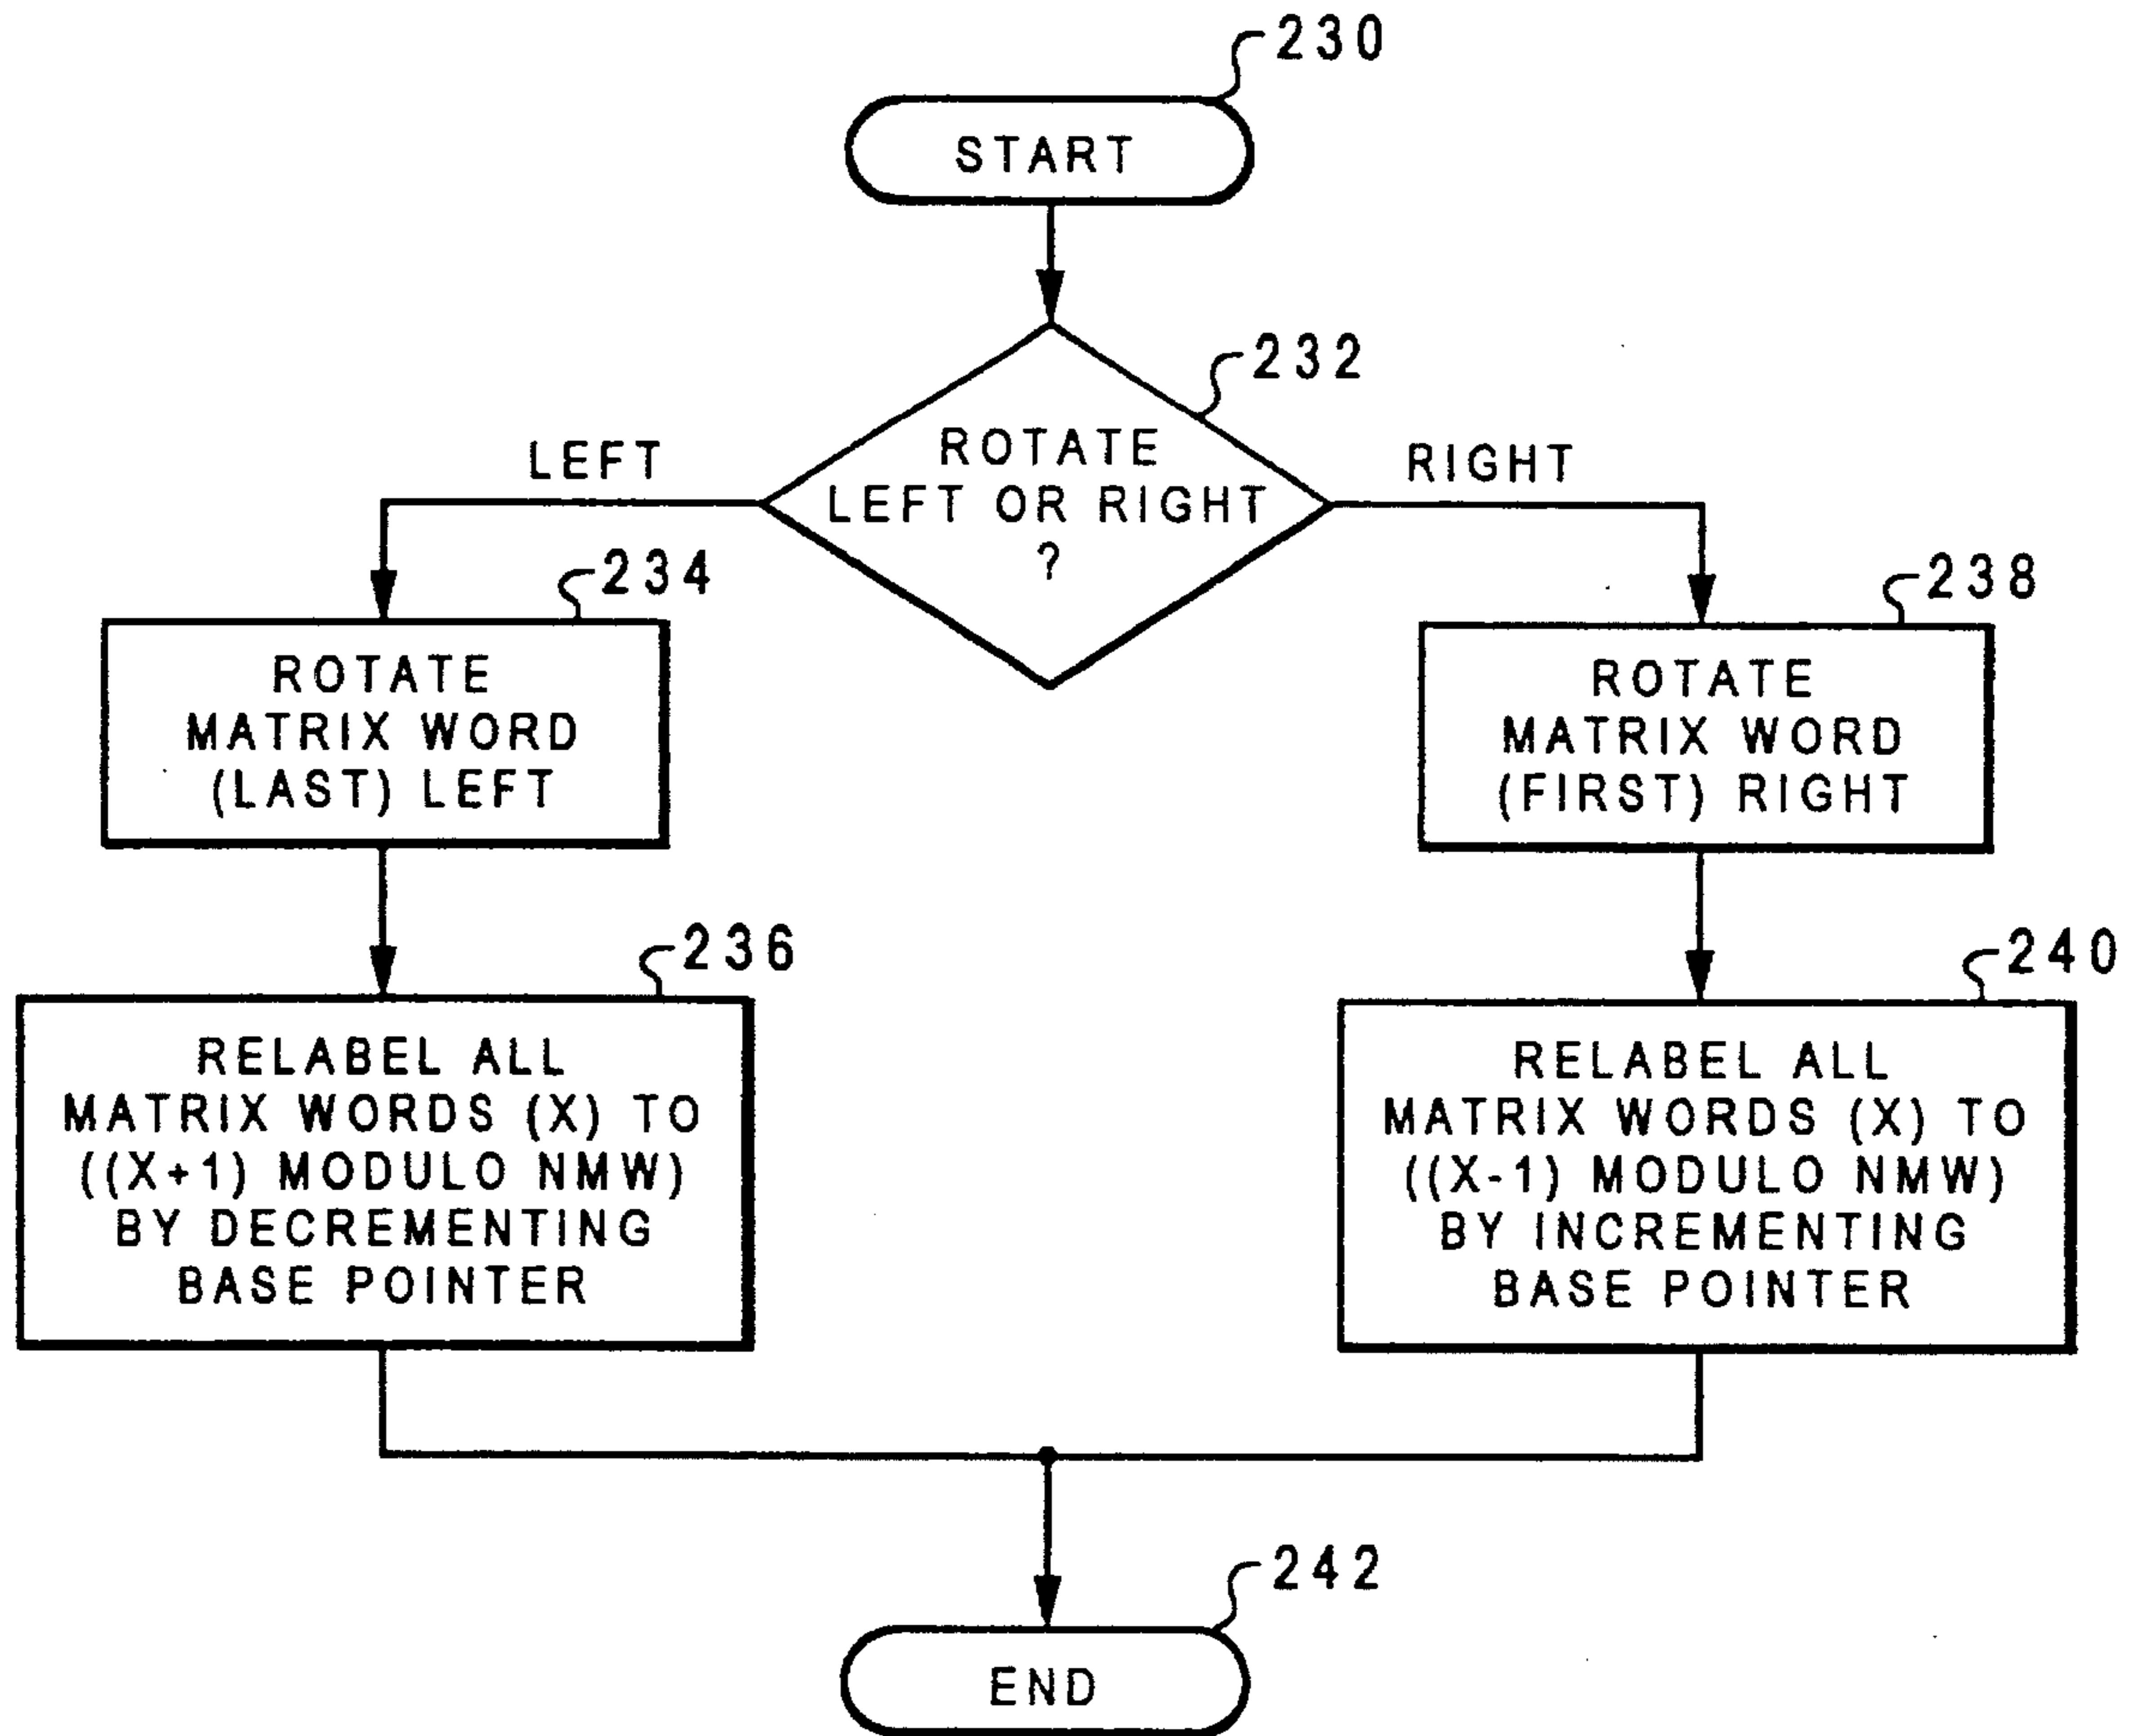 230
START
232
ROTATE
LEFT OR RIGHT
?
LEFT
RIGHT
234
ROTATE
MATRIX WORD
(LAST) LEFT
238
ROTATE
MATRIX WORD
(FIRST) RIGHT
236
RELABEL ALL
MATRIX WORDS (X) TO
((X+1) MODULO NMW)
BY DECREMENTING
BASE POINTER
240
RELABEL ALL
MATRIX WORDS (X) TO
((X-1) MODULO NMW)
BY INCREMENTING
BASE POINTER
242
END